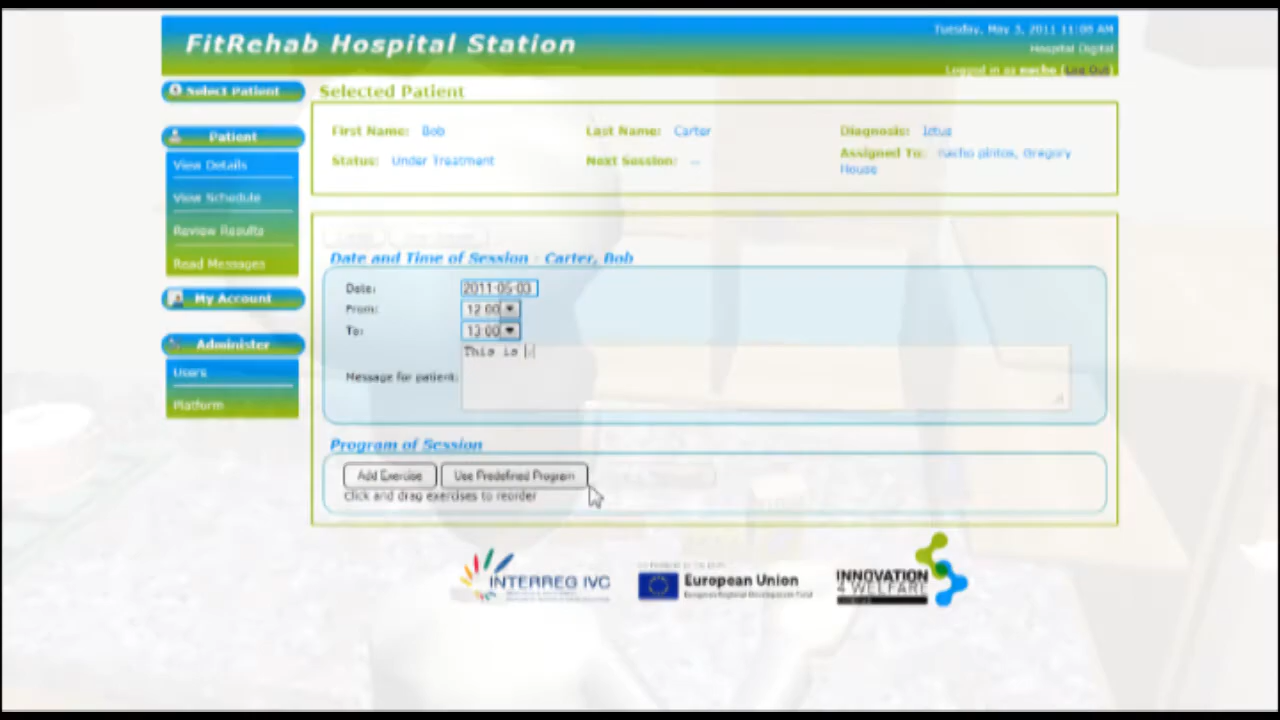 FitRehab Hospital Station
Tuesday, May 3, 2011 11:08 AM
Hospital Digital
Logged in as nacho (Log Out)
Select Patient
Patient
View Details
View Schedule
Review Results
Read Messages
My Account
Administer
Users
Platform
Selected Patient
First Name: Bob
Last Name: Carter
Diagnosis: Ictus
Status: Under Treatment
Next Session: --
Assigned To: nacho pintos, Gregory
House
Date and Time of Session - Carter, Bob
Date: 2011-05-03
From: 12:00
To: 13:00
Message for patient: This is
Program of Session
Add Exercise
Use Predefined Program
Click and drag exercises to reorder
INTERREG IVC
European Union
European Regional Development Fund
INNOVATION
4 WELFARE